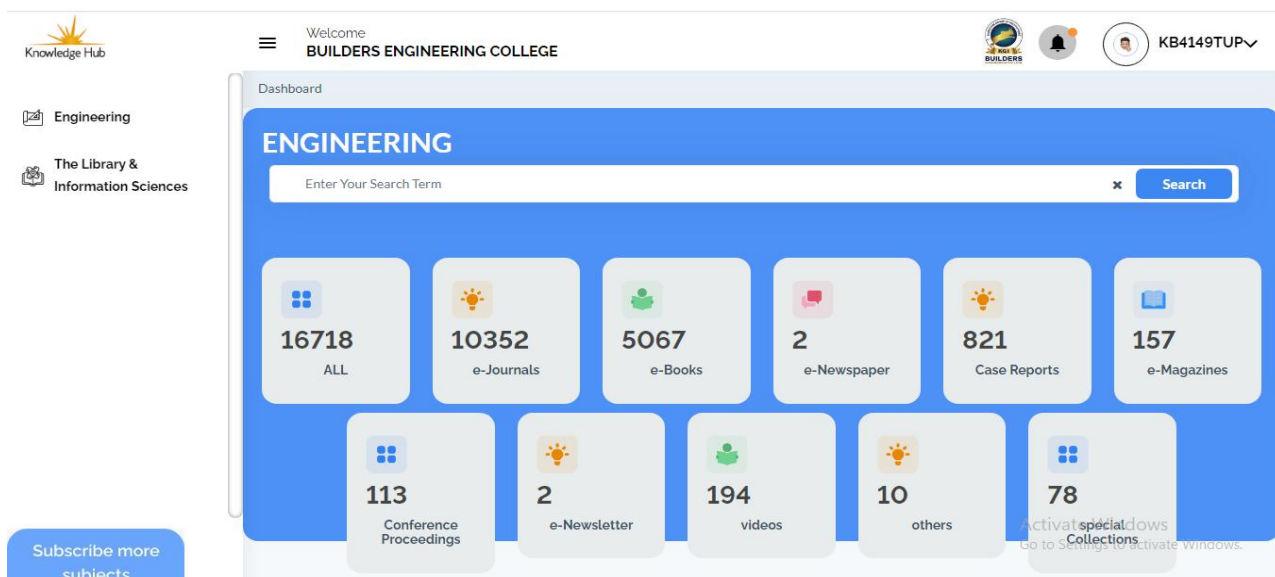 Knowledge Hub
Welcome
BUILDERS ENGINEERING COLLEGE
KGI
BUILDERS
KB4149TUP
Engineering
The Library &
Information Sciences
Subscribe more
subjects
Dashboard
ENGINEERING
Enter Your Search Term
Search
16718
ALL
10352
e-Journals
5067
e-Books
2
e-Newspaper
821
Case Reports
157
e-Magazines
113
Conference
Proceedings
2
e-Newsletter
194
videos
10
others
78
special
Collections
Activate Windows
Go to Settings to activate Windows.